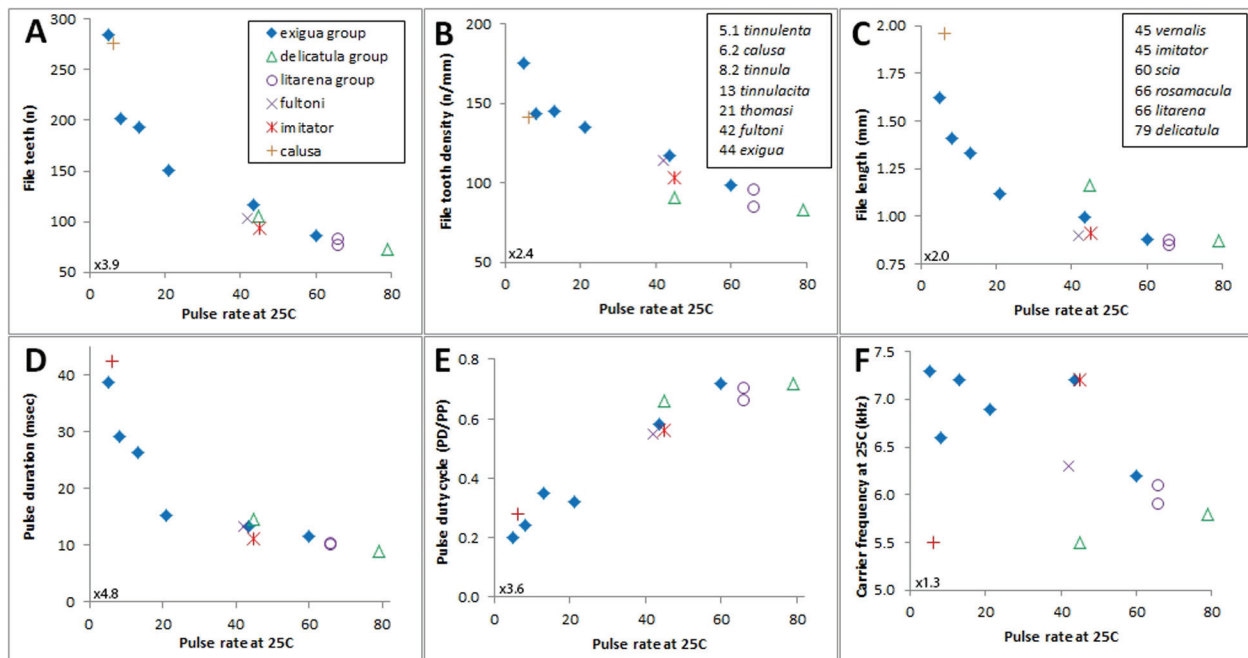 A
File teeth (n)
300
250
200
150
100
50
x3.9
0 20 40 60 80
Pulse rate at 25C
exigua group
delicatula group
litarena group
fultoni
imitator
calusa
B
File tooth density (n/mm)
200
150
100
50
x2.4
0 20 40 60 80
Pulse rate at 25C
5.1 tinnulenta
6.2 calusa
8.2 tinnula
13 tinnulacita
21 thomasi
42 fultoni
44 exigua
C
File length (mm)
2.00
1.75
1.50
1.25
1.00
0.75
x2.0
0 20 40 60 80
Pulse rate at 25C
45 vernalis
45 imitator
60 scia
66 rosamacula
66 litarena
79 delicatula
D
Pulse duration (msec)
40
30
20
10
0
x4.8
0 20 40 60 80
Pulse rate at 25C
E
Pulse duty cycle (PD/PP)
0.8
0.6
0.4
0.2
0.0
x3.6
0 20 40 60 80
Pulse rate at 25C
F
Carrier frequency at 25C (kHz)
7.5
7.0
6.5
6.0
5.5
5.0
x1.3
0 20 40 60 80
Pulse rate at 25C